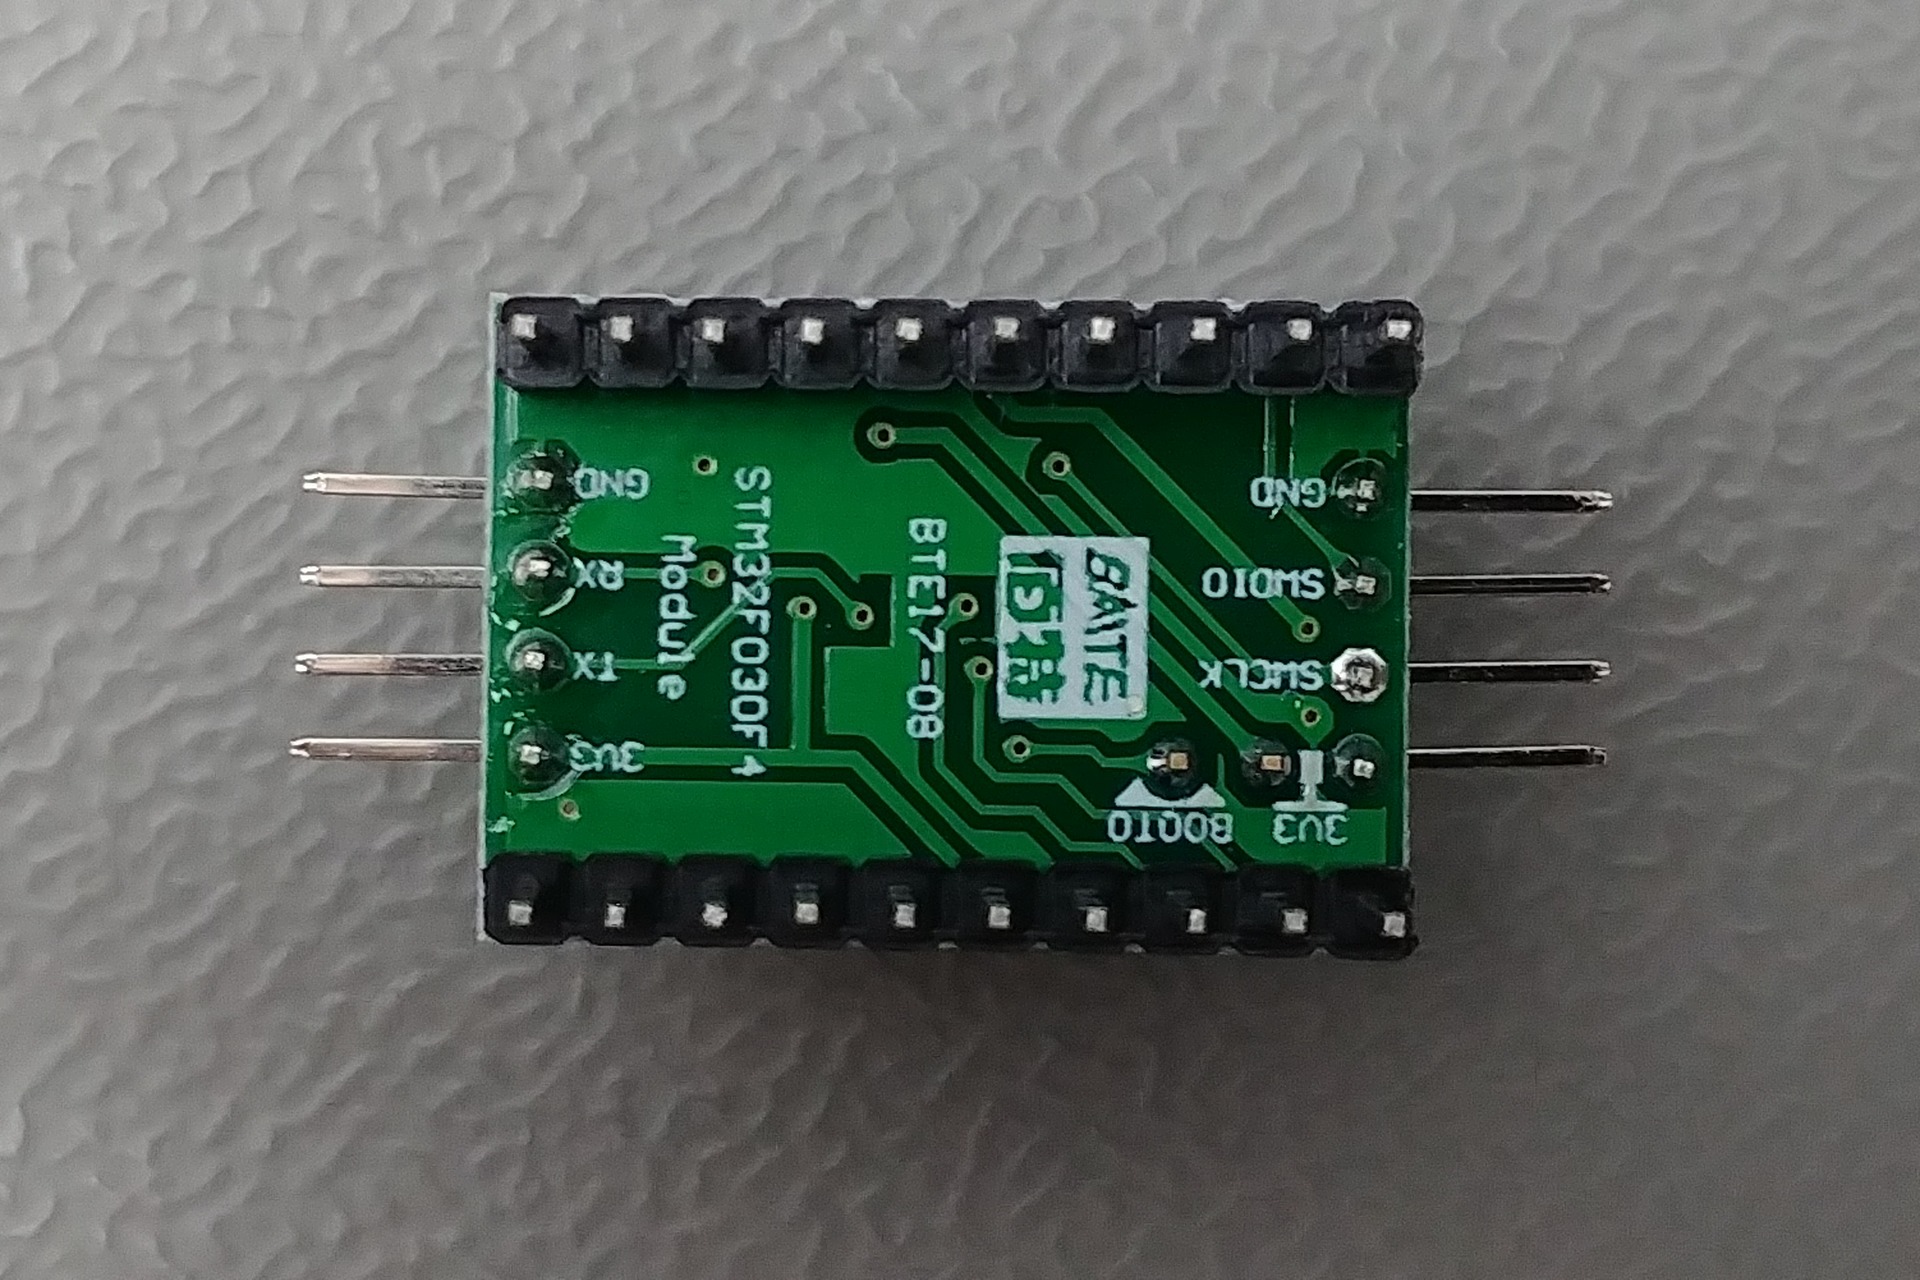 GND
RX
TX
3V3
STM32F030F4
Module
BTE17-08
BAITE
GND
SWDIO
SWCLK
3V3
BOOT0